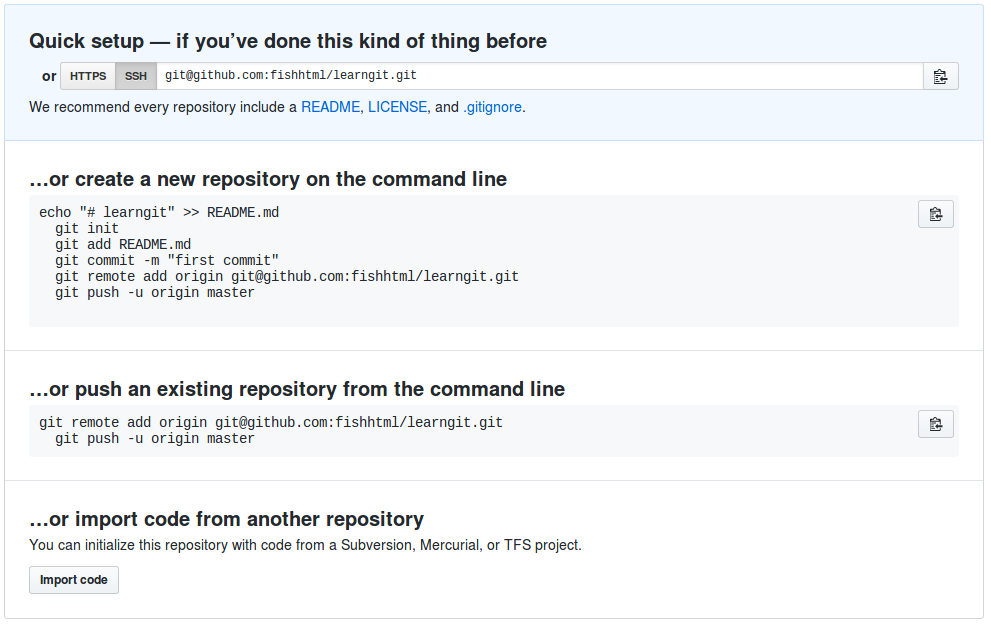 Quick setup — if you’ve done this kind of thing before
or HTTPS SSH git@github.com:fishhtml/learngit.git
We recommend every repository include a README, LICENSE, and .gitignore.
…or create a new repository on the command line
echo "# learngit" >> README.md
git init
git add README.md
git commit -m "first commit"
git remote add origin git@github.com:fishhtml/learngit.git
git push -u origin master
…or push an existing repository from the command line
git remote add origin git@github.com:fishhtml/learngit.git
git push -u origin master
…or import code from another repository
You can initialize this repository with code from a Subversion, Mercurial, or TFS project.
Import code